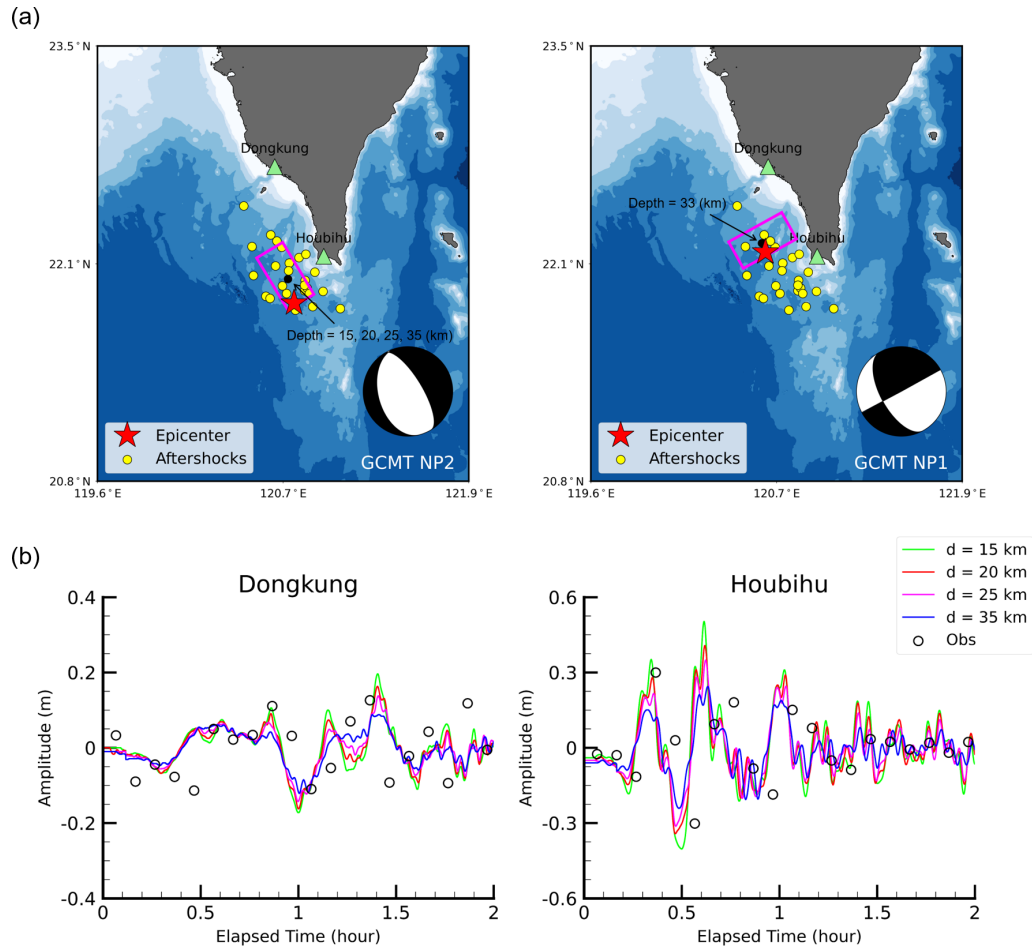 (a)
23.5°N
22.1°N
20.8°N
119.6°E
120.7°E
121.9°E
Dongkung
Houbihu
Depth = 15, 20, 25, 35 (km)
Epicenter
Aftershocks
GCMT NP2
23.5°N
22.1°N
20.8°N
119.6°E
120.7°E
121.9°E
Dongkung
Depth = 33 (km)
Houbihu
Epicenter
Aftershocks
GCMT NP1
(b)
Dongkung
Amplitude (m)
0.4
0.2
0
-0.2
-0.4
0
0.5
1
1.5
2
Elapsed Time (hour)
Houbihu
Amplitude (m)
0.6
0.3
0
-0.3
-0.6
0
0.5
1
1.5
2
Elapsed Time (hour)
d = 15 km
d = 20 km
d = 25 km
d = 35 km
Obs